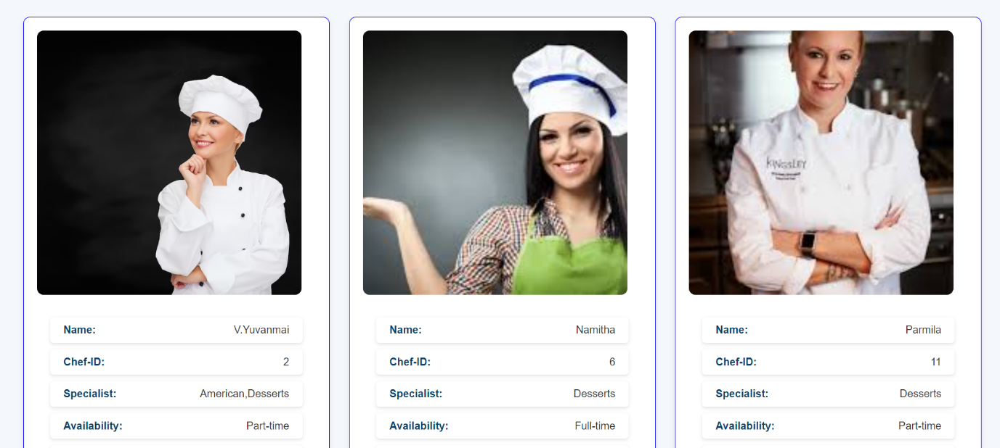 KINGSLEY
Name: V.Yuvanmai
Chef-ID: 2
Specialist: American,Desserts
Availability: Part-time
Name: Namitha
Chef-ID: 6
Specialist: Desserts
Availability: Full-time
Name: Parmila
Chef-ID: 11
Specialist: Desserts
Availability: Part-time